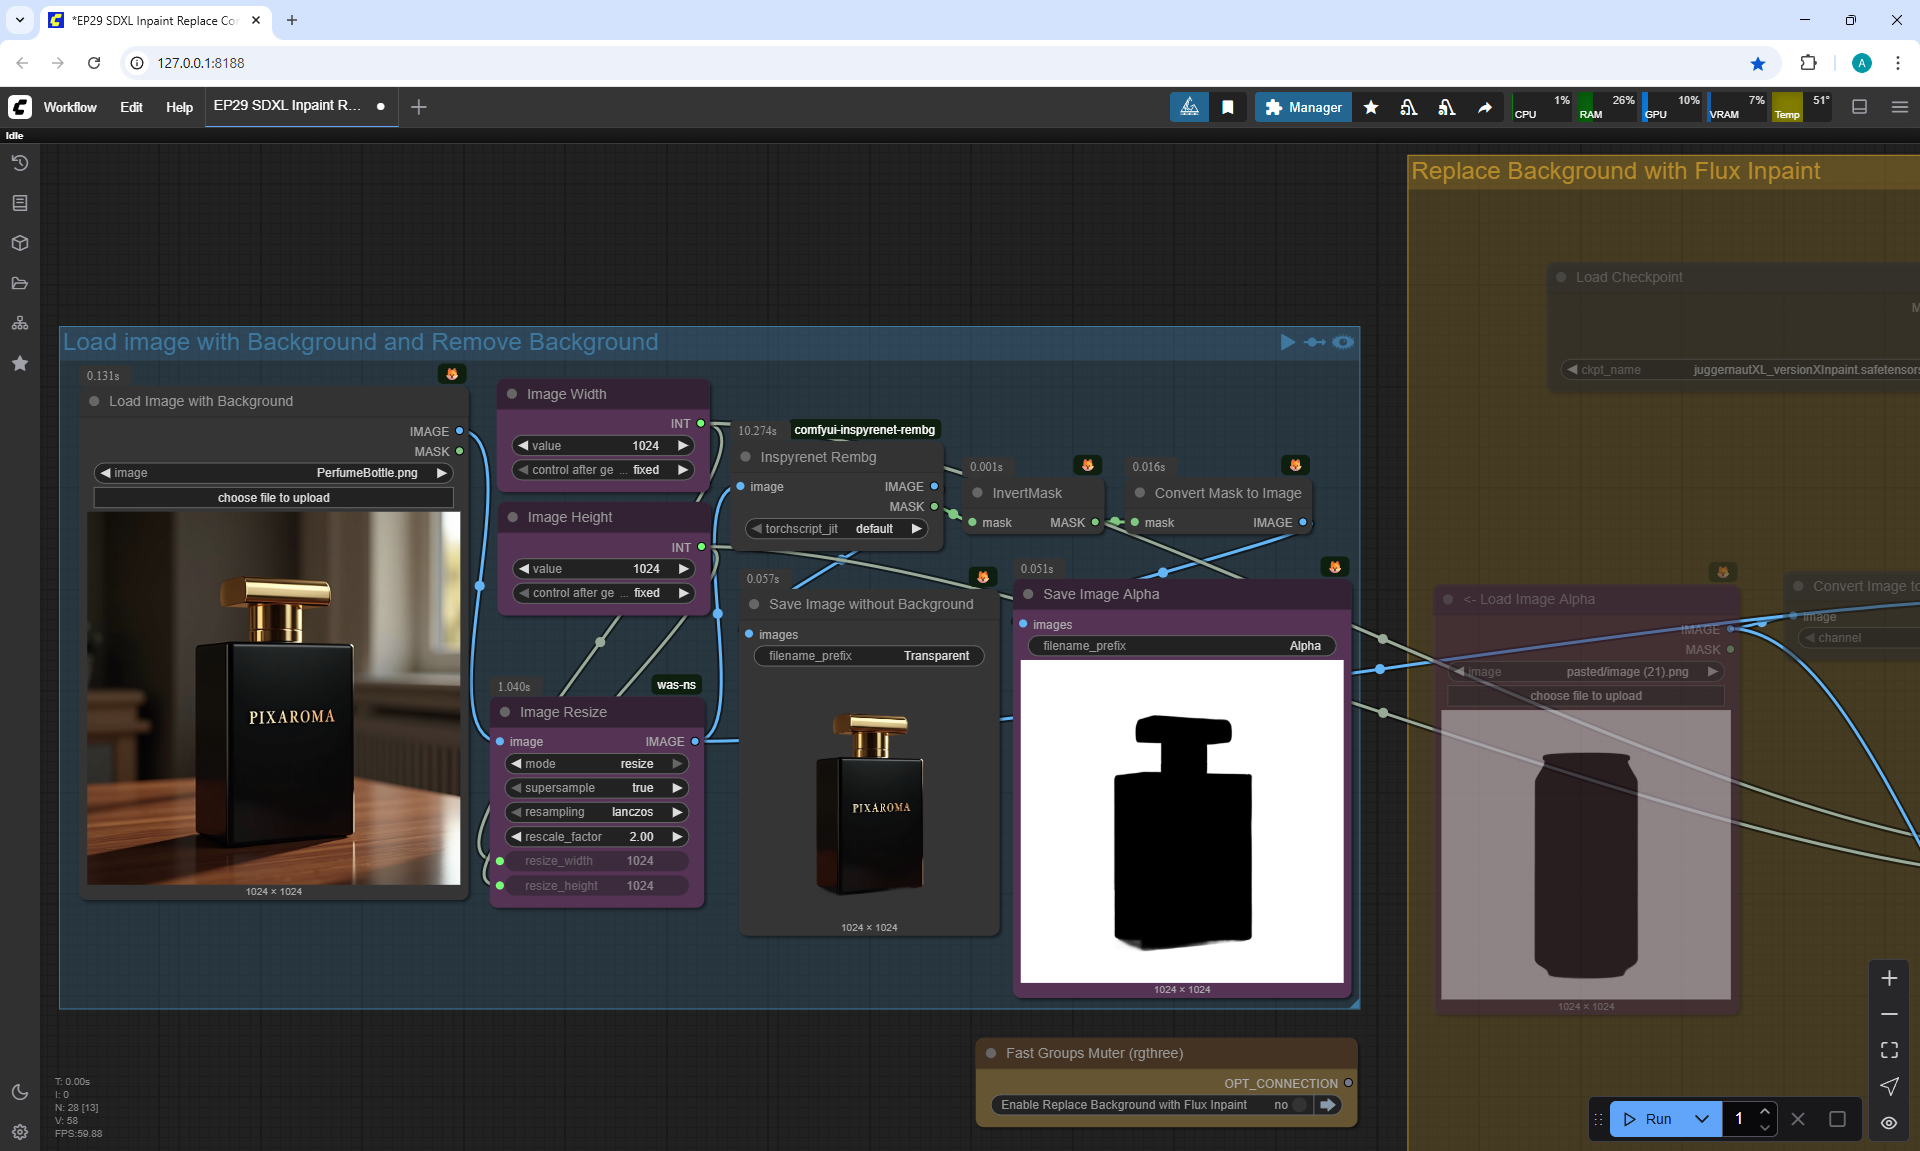 *EP29 SDXL Inpaint Replace Co
127.0.0.1:8188
A
Workflow
Edit
Help
EP29 SDXL Inpaint R...
Manager
1%
CPU
26%
RAM
10%
GPU
7%
VRAM
51°
Temp
Idle
Replace Background with Flux Inpaint
Load Checkpoint
ckpt_name juggernautXL_versionXInpaint.safetensors
Load image with Background and Remove Background
0.131s
Load Image with Background
IMAGE
MASK
image PerfumeBottle.png
choose file to upload
PIXAROMA
1024 × 1024
Image Width
INT
value 1024
control after ge ... fixed
Image Height
INT
value 1024
control after ge ... fixed
1.040s
was-ns
Image Resize
image IMAGE
mode resize
supersample true
resampling lanczos
rescale_factor 2.00
resize_width 1024
resize_height 1024
10.274s
comfyui-inspyrenet-rembg
Inspyrenet Rembg
image IMAGE
MASK
torchscript_jit default
0.001s
InvertMask
mask MASK
0.016s
Convert Mask to Image
mask IMAGE
0.057s
Save Image without Background
images
filename_prefix Transparent
PIXAROMA
1024 × 1024
0.051s
Save Image Alpha
images
filename_prefix Alpha
1024 × 1024
<- Load Image Alpha
IMAGE
MASK
image pasted/image (21).png
choose file to upload
1024 × 1024
Convert Image to
image
channel
Fast Groups Muter (rgthree)
OPT_CONNECTION
Enable Replace Background with Flux Inpaint no
T: 0.00s
I: 0
N: 28 [13]
V: 58
FPS:59.88
Run
1